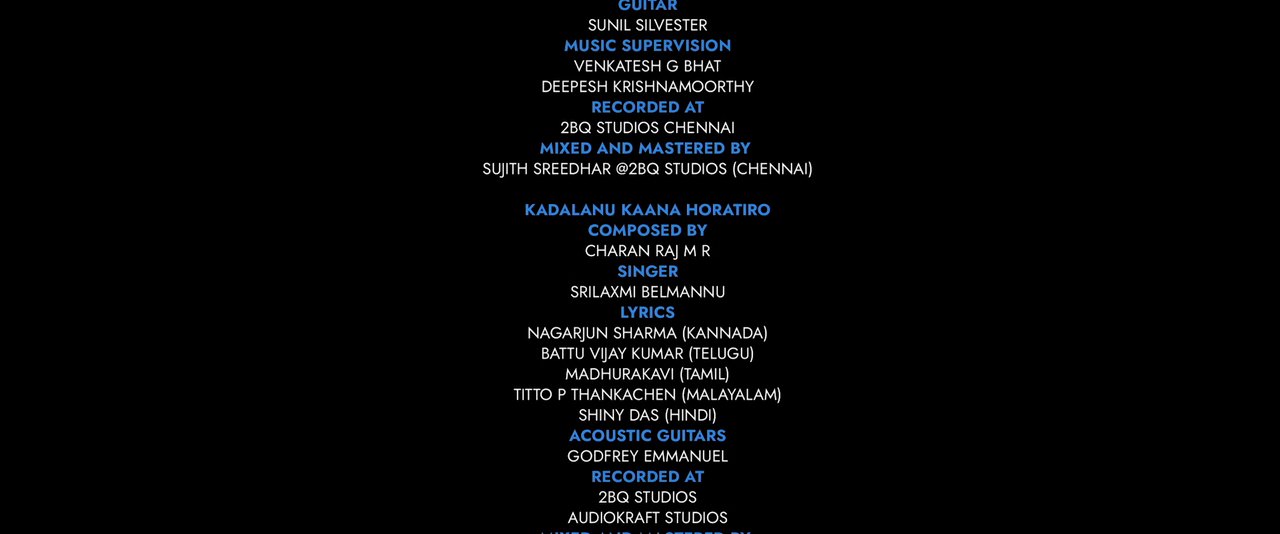 GUITAR
SUNIL SILVESTER
MUSIC SUPERVISION
VENKATESH G BHAT
DEEPESH KRISHNAMOORTHY
RECORDED AT
2BQ STUDIOS CHENNAI
MIXED AND MASTERED BY
SUJITH SREEDHAR @2BQ STUDIOS (CHENNAI)
KADALANU KAANA HORATIRO
COMPOSED BY
CHARAN RAJ M R
SINGER
SRILAXMI BELMANNU
LYRICS
NAGARJUN SHARMA (KANNADA)
BATTU VIJAY KUMAR (TELUGU)
MADHURAKAVI (TAMIL)
TITTO P THANKACHEN (MALAYALAM)
SHINY DAS (HINDI)
ACOUSTIC GUITARS
GODFREY EMMANUEL
RECORDED AT
2BQ STUDIOS
AUDIOKRAFT STUDIOS